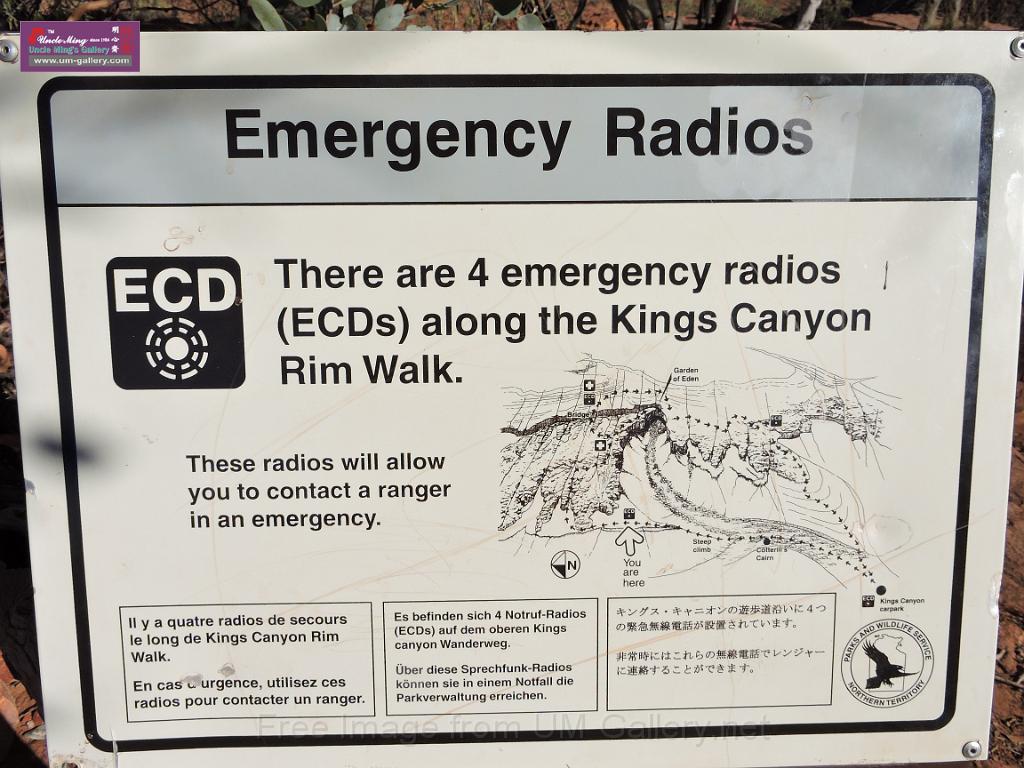 TM
Uncle Ming since 1986
Uncle Ming's Gallery
www.um-gallery.com
Emergency Radios
ECD
There are 4 emergency radios
(ECDs) along the Kings Canyon
Rim Walk.
These radios will allow
you to contact a ranger
in an emergency.
Garden
of Eden
Bridge
ECD
Steep
climb
Cotterill's
Cairn
N
You
are
here
Kings Canyon
carpark
Il y a quatre radios de secours
le long de Kings Canyon Rim
Walk.
En cas urgence, utilisez ces
radios pour contacter un ranger.
Es befinden sich 4 Notruf-Radios
(ECDs) auf dem oberen Kings
canyon Wanderweg.
Über diese Sprechfunk-Radios
können sie in einem Notfall die
Parkverwaltung erreichen.
キングス・キャニオンの遊歩道沿いに4つ
の緊急無線電話が設置されています。
非常時にはこれらの無線電話でレンジャー
に連絡することができます。
PARKS AND WILDLIFE SERVICE
NORTHERN TERRITORY
Free Image from UM Gallery.net